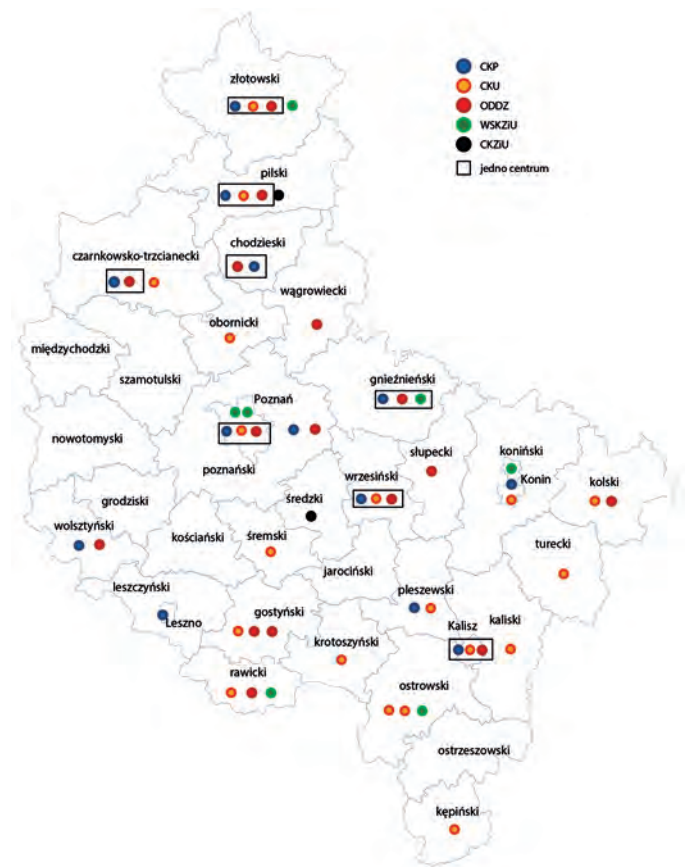 złotowski
CKP
CKU
ODDZ
WSKZiU
CKZiU
jedno centrum
pilski
chodzieski
czarnkowsko-trzcianecki
wągrowiecki
obornicki
międzychodzki
szamotulski
gnieźnieński
Poznań
nowotomyski
koniński
słupecki
Konin
kolski
poznański
wrzesiński
grodziski
średzki
wolsztyński
kościański
śremski
turecki
jarociński
leszczyński
pleszewski
Leszno
gostyński
Kalisz
kaliski
krotoszyński
rawicki
ostrowski
ostrzeszowski
kępiński